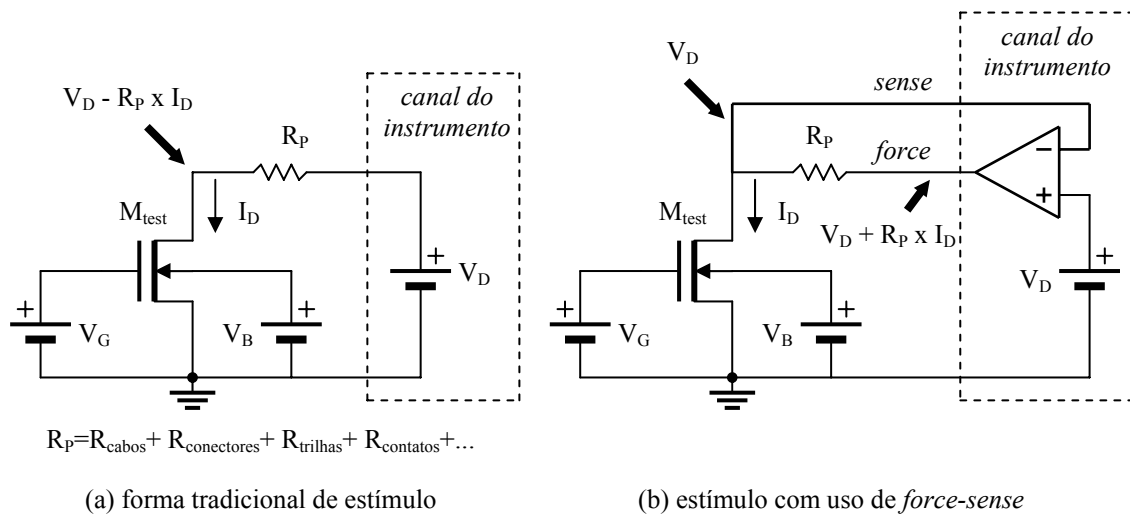 canal do
instrumento
V_D - R_P x I_D
R_P
I_D
M_test
+
V_D
+
V_G
+
V_B
R_P=R_cabos+ R_conectores+ R_trilhas+ R_contatos+...
(a) forma tradicional de estímulo
canal do
instrumento
V_D
sense
R_P
force
−
+
I_D
M_test
V_D + R_P x I_D
+
V_D
+
V_G
+
V_B
(b) estímulo com uso de force-sense